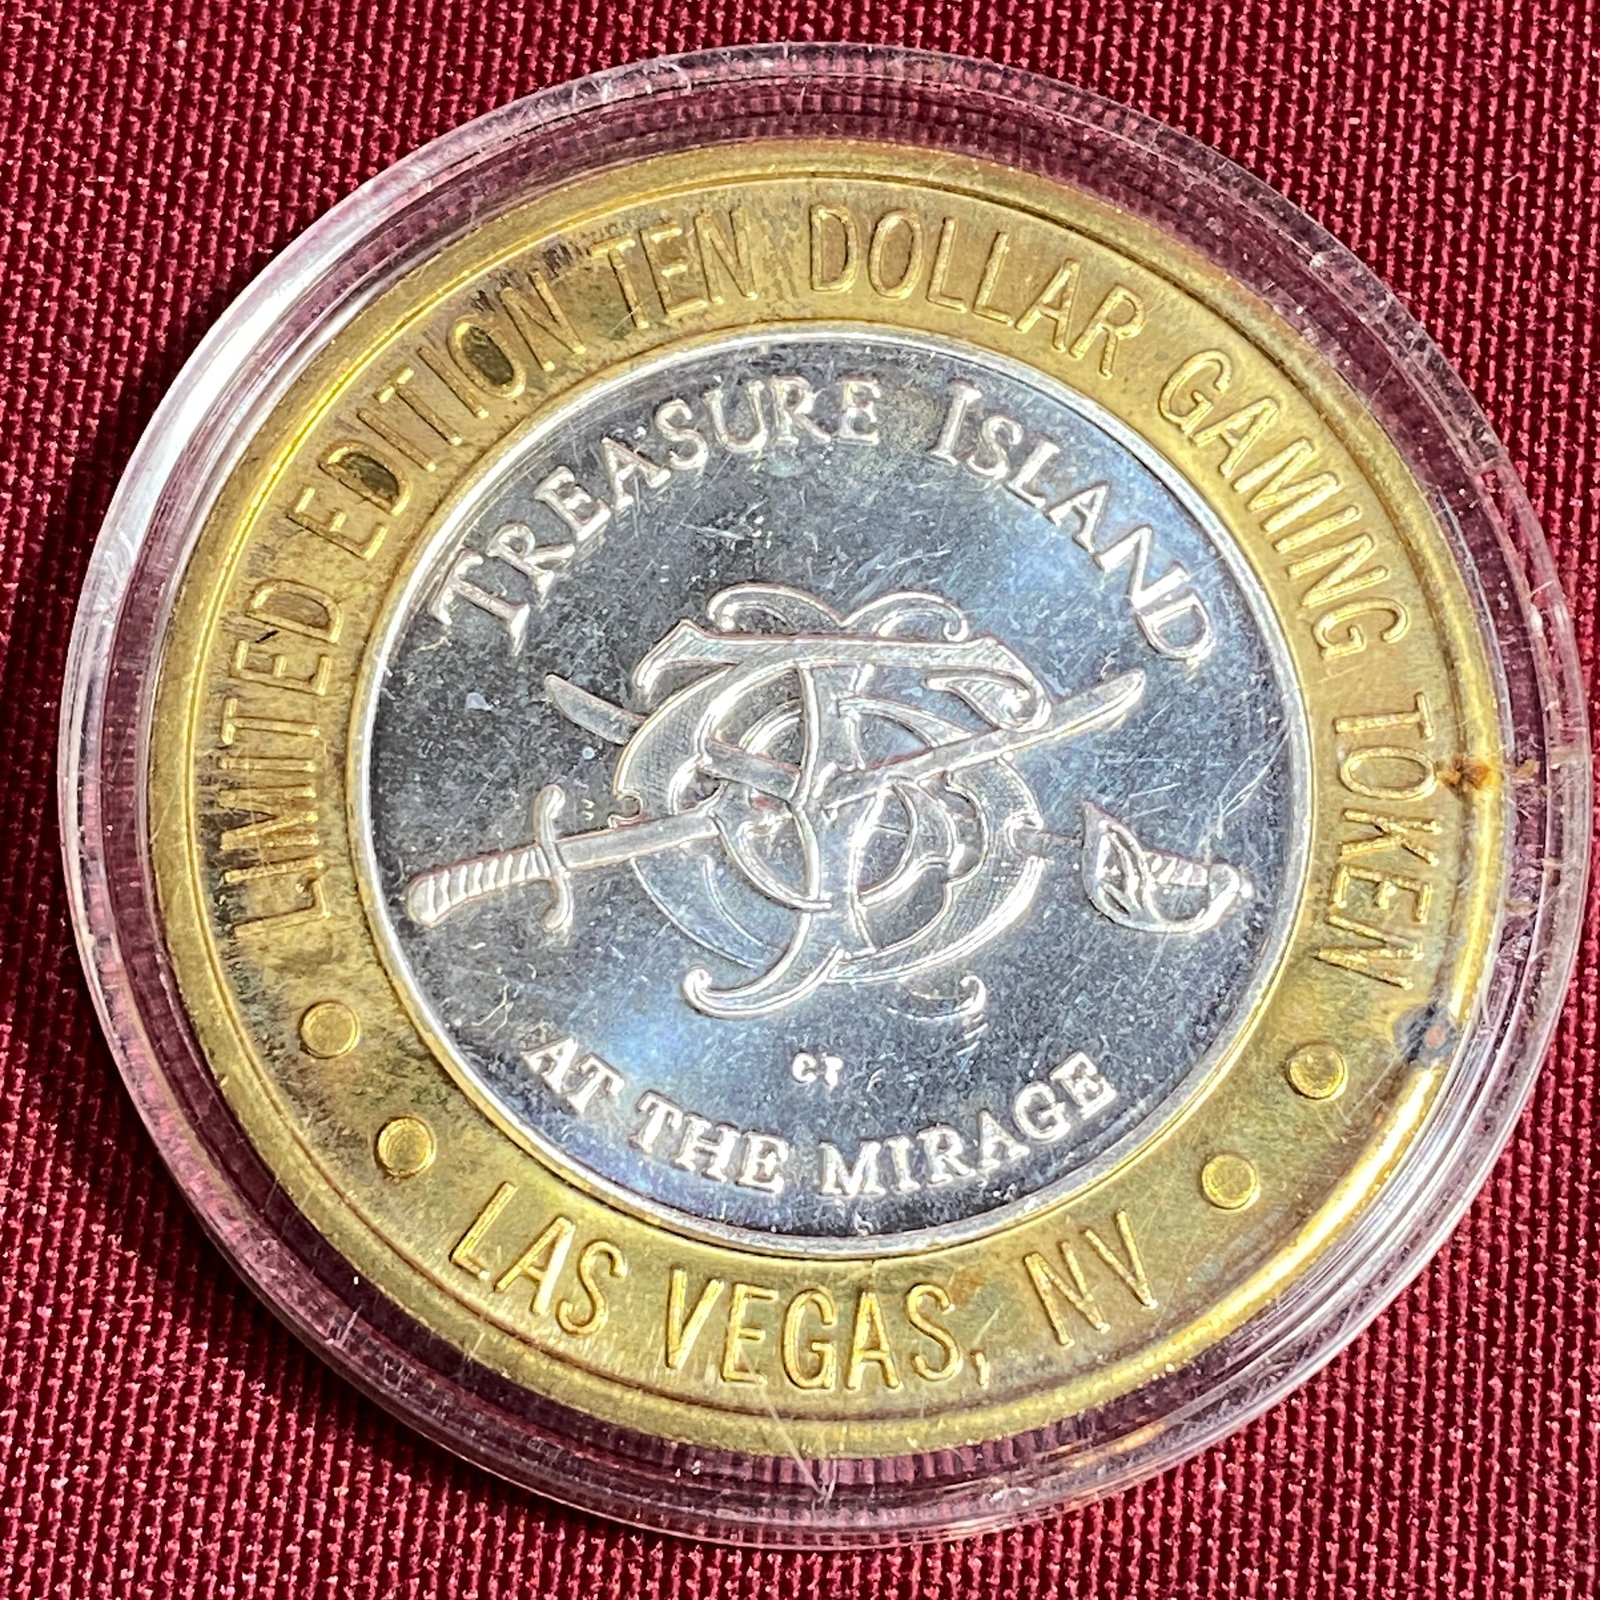 LIMITED EDITION TEN DOLLAR GAMING TOKEN
TREASURE ISLAND
CT
AT THE MIRAGE
LAS VEGAS, NV